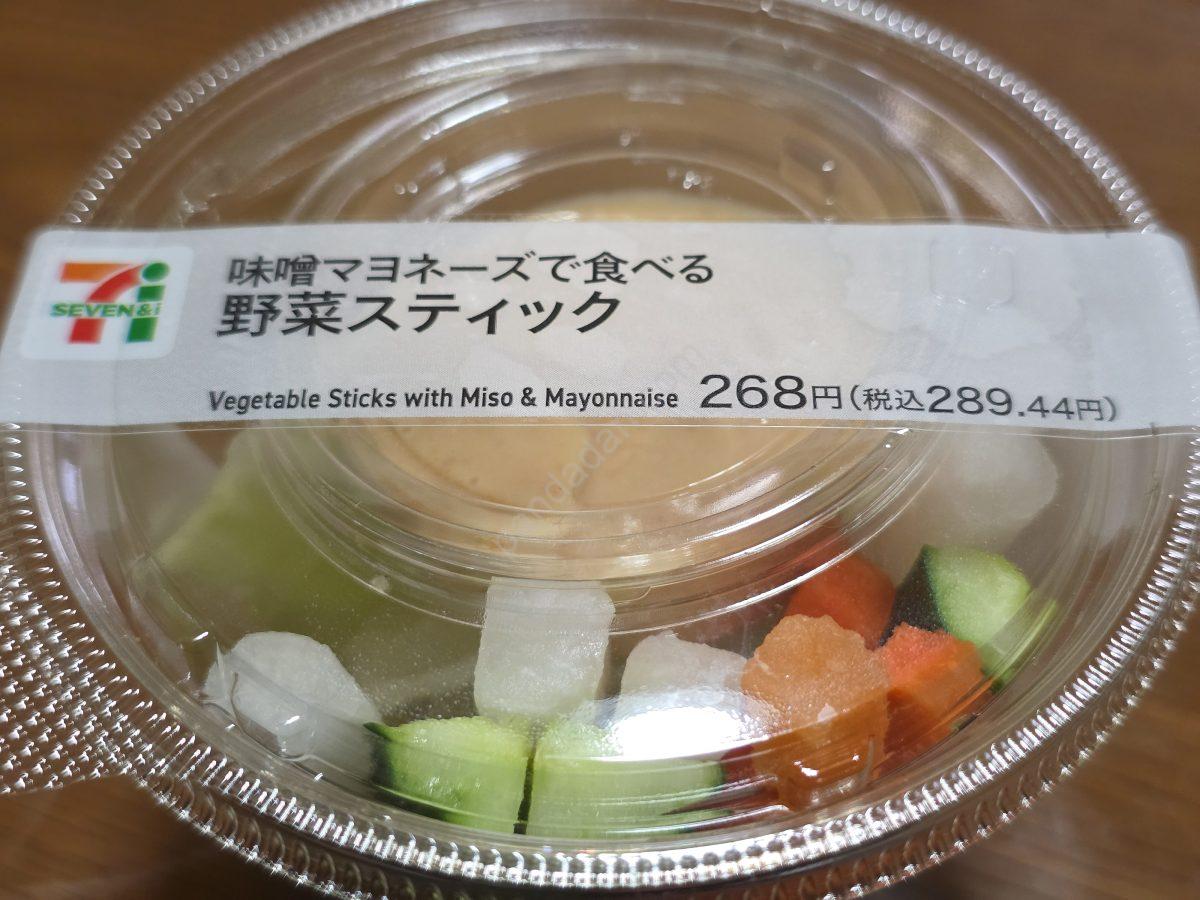 味噌マヨネーズで食べる
SEVEN&i
野菜スティック
Vegetable Sticks with Miso & Mayonnaise 268円(税込289.44円)